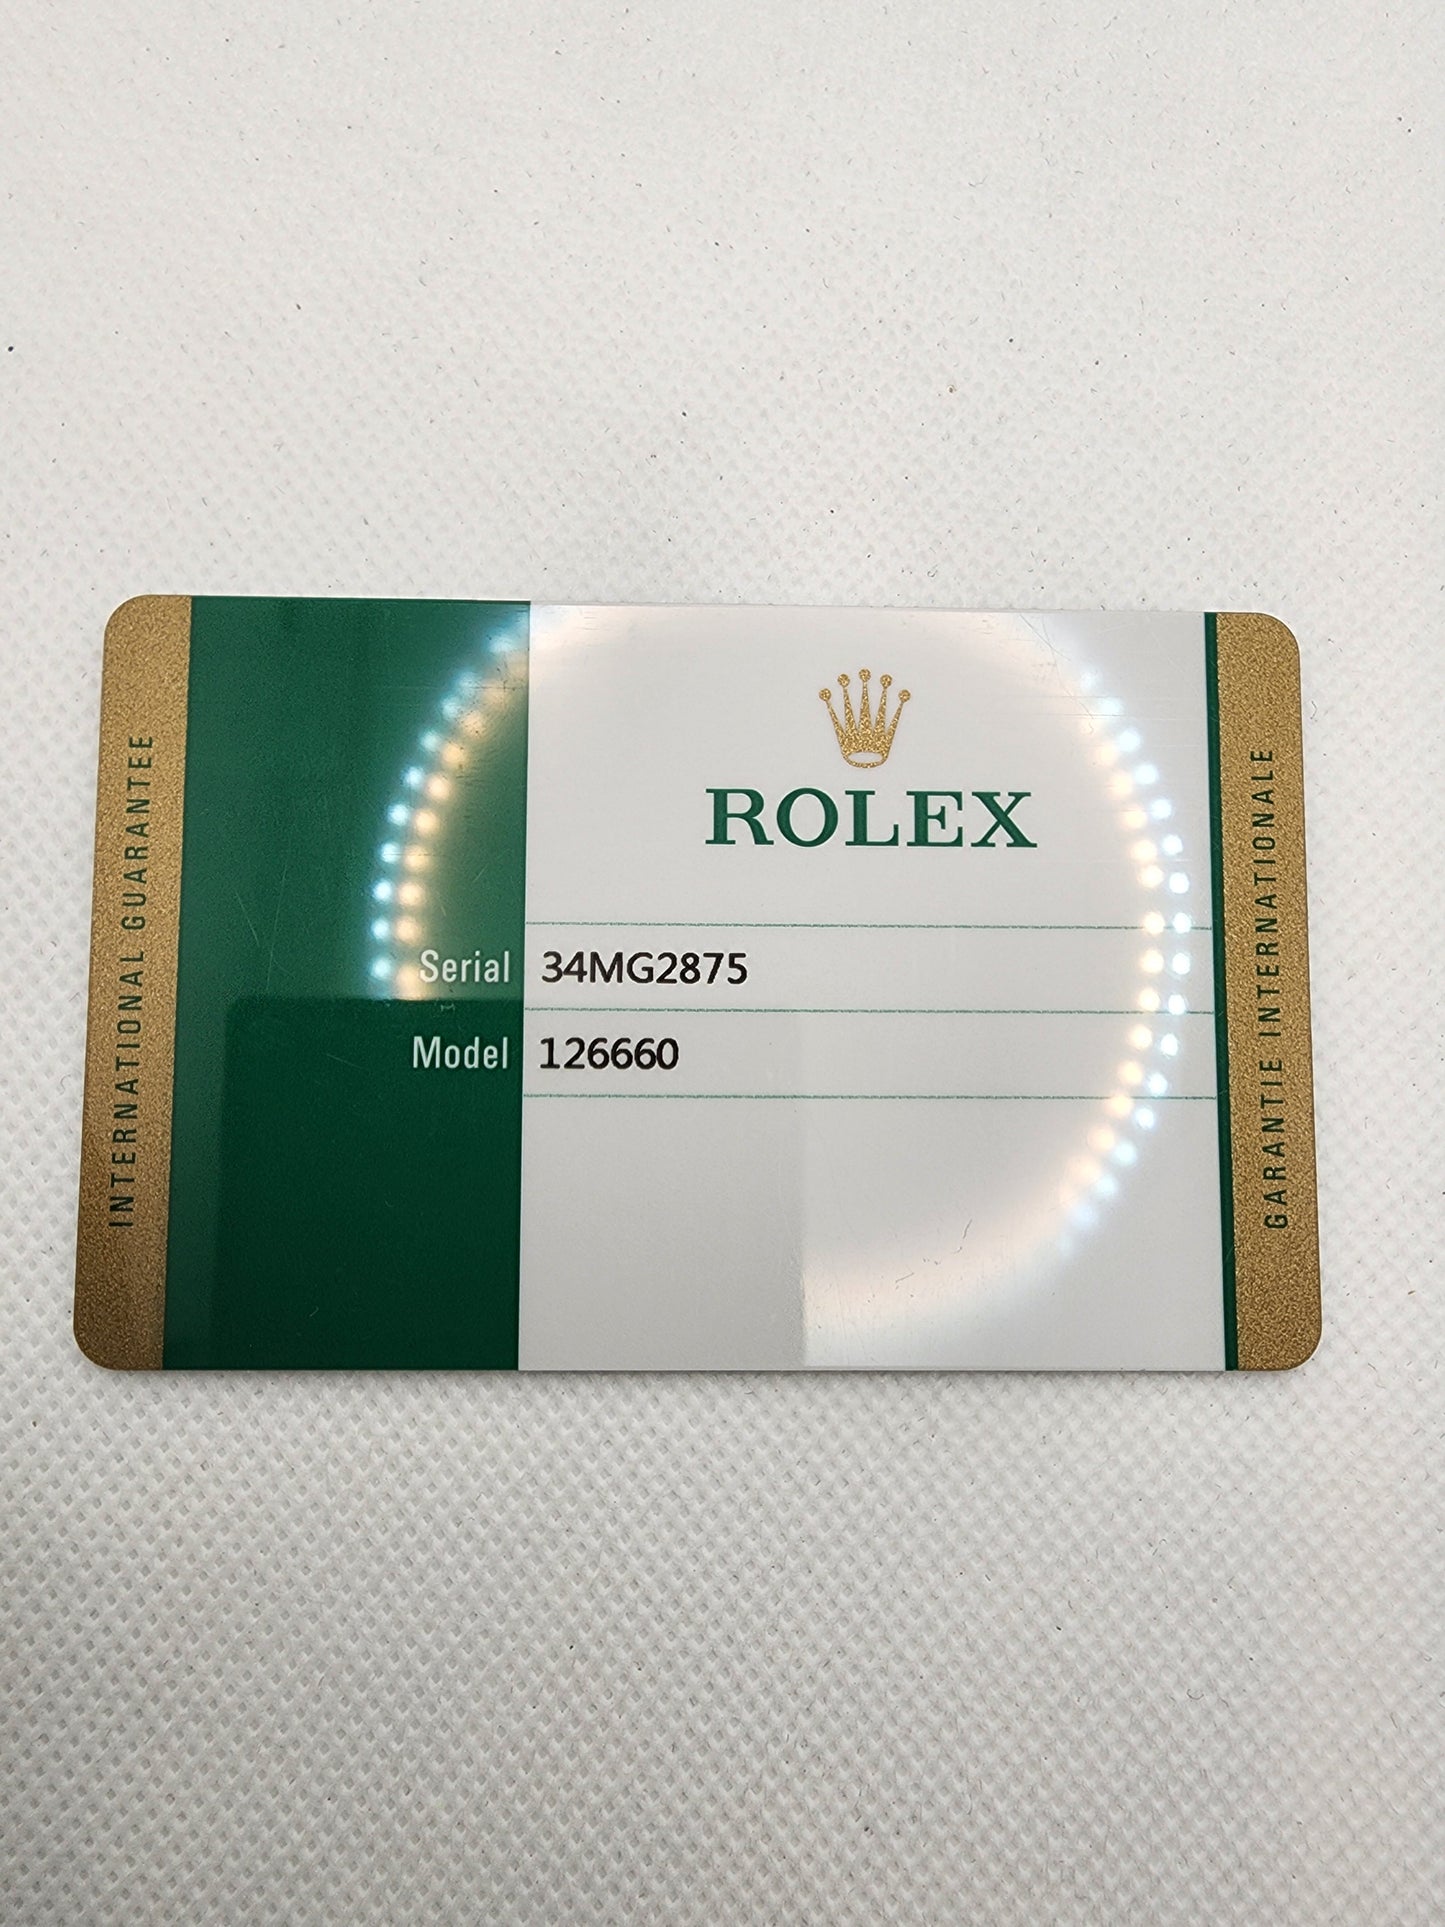 INTERNATIONAL GUARANTEE
ROLEX
Serial 34MG2875
Model 126660
GARANTIE INTERNATIONALE